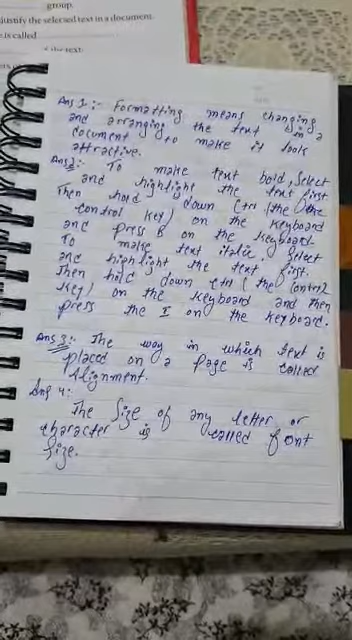 group.
justify the selected text in a document.
is called
the text.
Ans 1:- Formatting means changing
and arranging the text in a
document to make it look
attractive.
Ans 2:- To make text bold, select
and highlight the text first.
Then hold down Ctrl (the the
control key) on the keyboard
and press B on the keyboard.
To make text italic, select
and highlight the text first.
Then hold down Ctrl (the control
key) on the keyboard and then
press the I on the keyboard.
Ans 3:- The way in which text is
placed on a page is called
Alignment.
Ans 4:
The size of any letter or
character is called font
size.